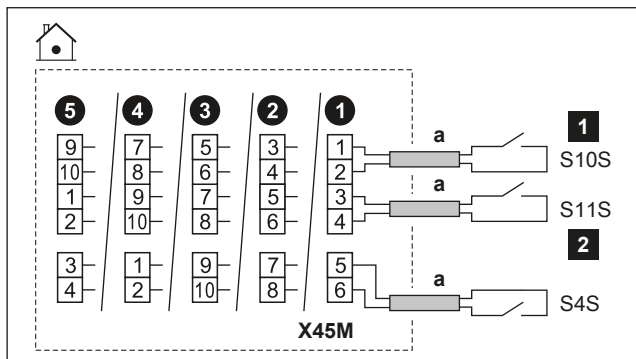 5 4 3 2 1
9 7 5 3 1 a 1
10 8 6 4 2 S10S
1 9 7 5 3 a S11S
2 10 8 6 4
2
3 1 9 7 5
4 2 10 8 6 a S4S
X45M